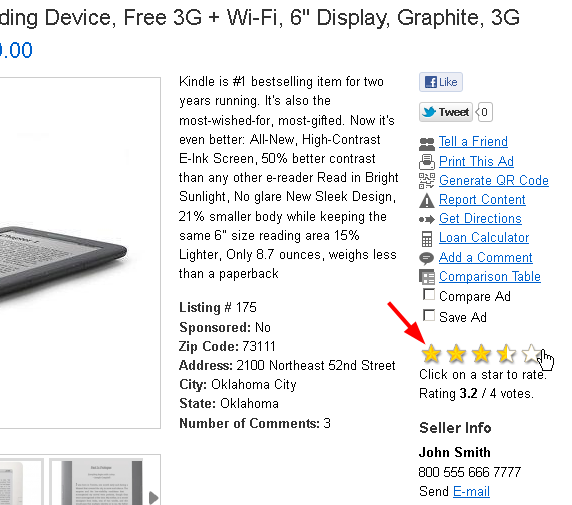 ding Device, Free 3G + Wi-Fi, 6" Display, Graphite, 3G
0.00
Kindle is #1 bestselling item for two
years running. It's also the
most-wished-for, most-gifted. Now it's
even better: All-New, High-Contrast
E-Ink Screen, 50% better contrast
than any other e-reader Read in Bright
Sunlight, No glare New Sleek Design,
21% smaller body while keeping the
same 6" size reading area 15%
Lighter, Only 8.7 ounces, weighs less
than a paperback
Listing # 175
Sponsored: No
Zip Code: 73111
Address: 2100 Northeast 52nd Street
City: Oklahoma City
State: Oklahoma
Number of Comments: 3
Like
Tweet 0
Tell a Friend
Print This Ad
Generate QR Code
Report Content
Get Directions
Loan Calculator
Add a Comment
Comparison Table
Compare Ad
Save Ad
Click on a star to rate.
Rating 3.2 / 4 votes.
Seller Info
John Smith
800 555 666 7777
Send E-mail